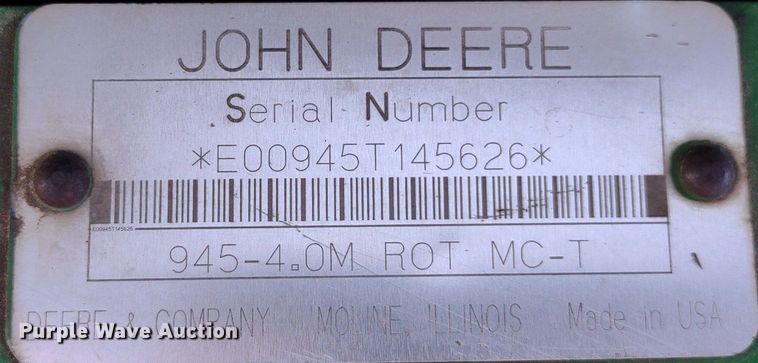 JOHN DEERE
Serial Number
*E00945T145626*
E00945T145626
945-4.0M ROT MC-T
DEERE & COMPANY MOLINE, ILLINOIS Made in USA
Purple Wave Auction